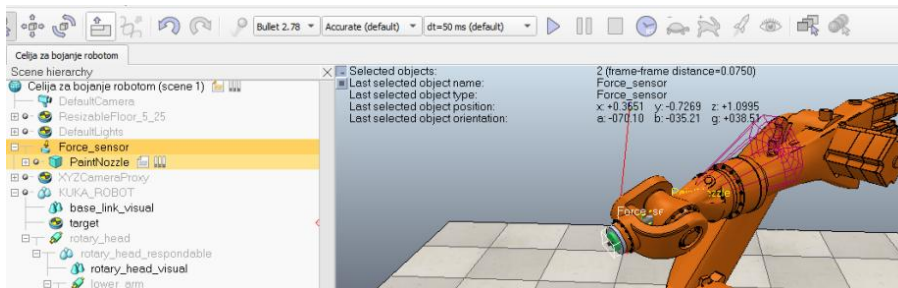 Bullet 2.78 Accurate (default) dt=50 ms (default)
Celija za bojanje robotom
Scene hierarchy
Celija za bojanje robotom (scene 1)
DefaultCamera
ResizableFloor_5_25
DefaultLights
Force_sensor
PaintNozzle
XYZCameraProxy
KUKA_ROBOT
base_link_visual
target
rotary_head
rotary_head_respondable
rotary_head_visual
lower_arm
Selected objects: 2 (frame-frame distance=0.0750)
Last selected object name: Force_sensor
Last selected object type: Force_sensor
Last selected object position: x: +0.3551 y: -0.7269 z: +1.0995
Last selected object orientation: a: -070.10 b: -035.21 g: +038.51